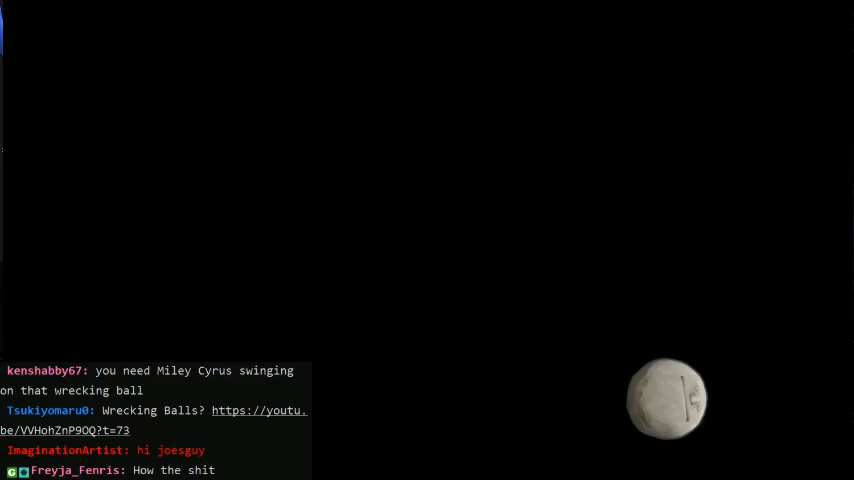 kenshabby67: you need Miley Cyrus swinging
on that wrecking ball
Tsukiyomaru0: Wrecking Balls? https://youtu.
be/VVHohZnP9OQ?t=73
ImaginationArtist: hi joesguy
Freyja_Fenris: How the shit